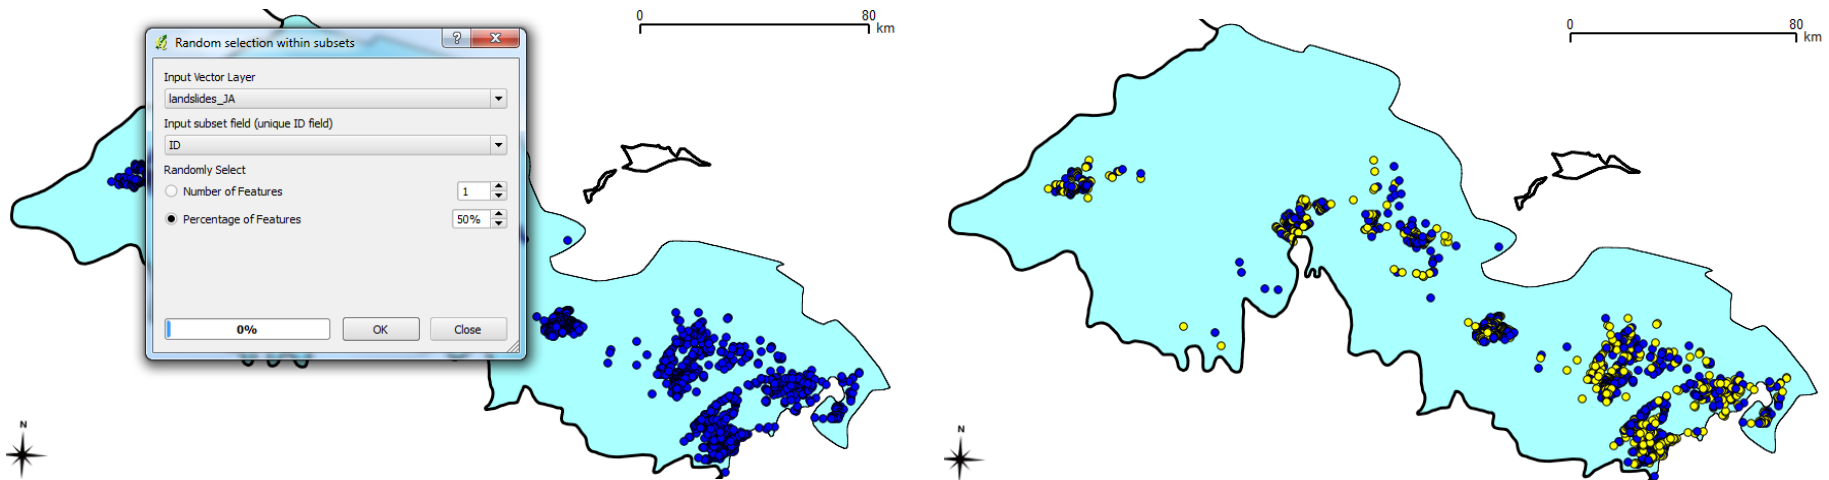 Random selection within subsets
?
x
Input Vector Layer
landslides_JA
Input subset field (unique ID field)
ID
Randomly Select
Number of Features
1
Percentage of Features
50%
0%
OK
Close
0
80
km
N
0
80
km
N